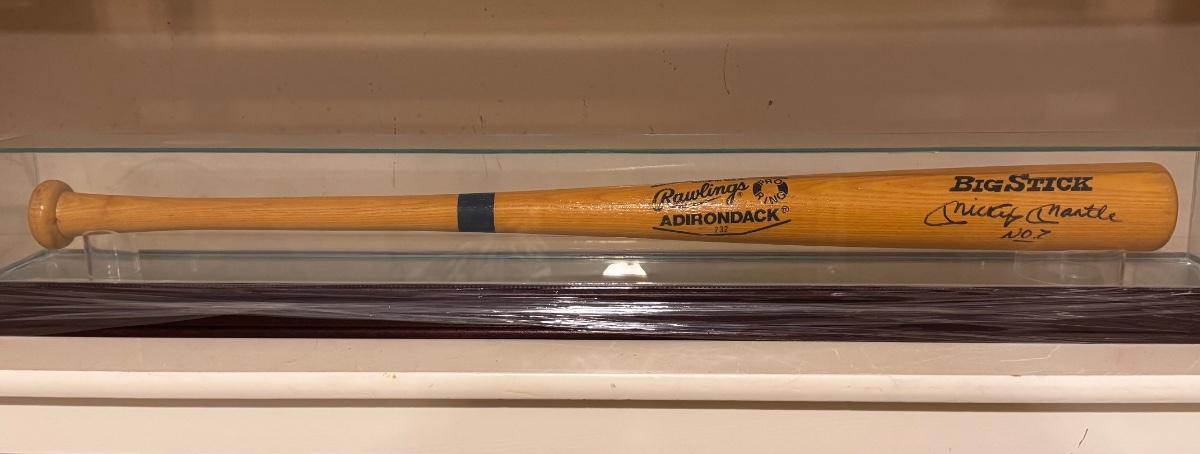 Rawlings®
PRO RING
ADIRONDACK®
232
BIG STICK
Mickey Mantle
No. 7